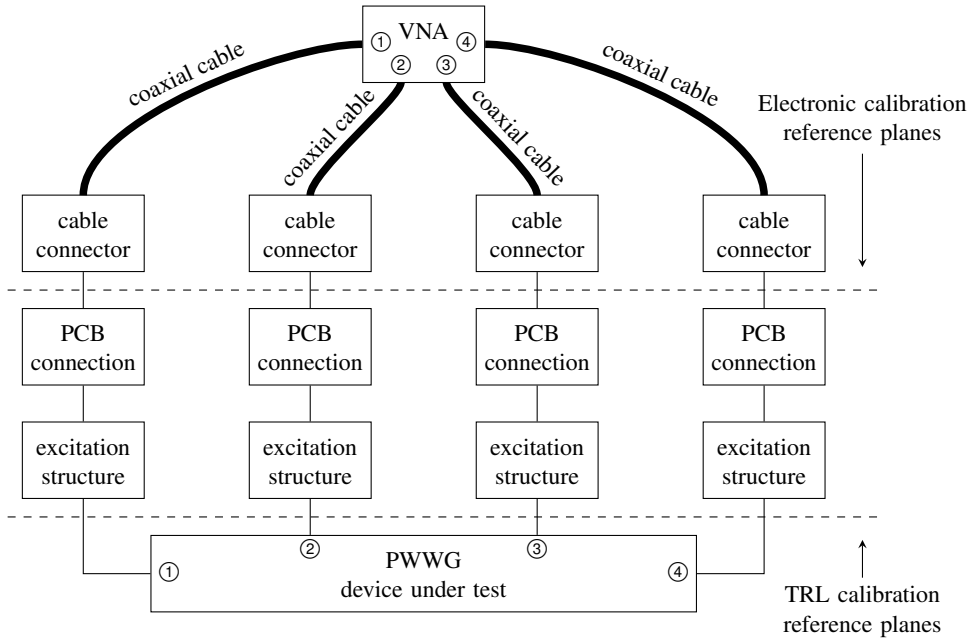 VNA
① ④
② ③
coaxial cable
coaxial cable
coaxial cable
coaxial cable
Electronic calibration
reference planes
cable
connector
cable
connector
cable
connector
cable
connector
PCB
connection
PCB
connection
PCB
connection
PCB
connection
excitation
structure
excitation
structure
excitation
structure
excitation
structure
② ③
① ④
PWWG
device under test
TRL calibration
reference planes